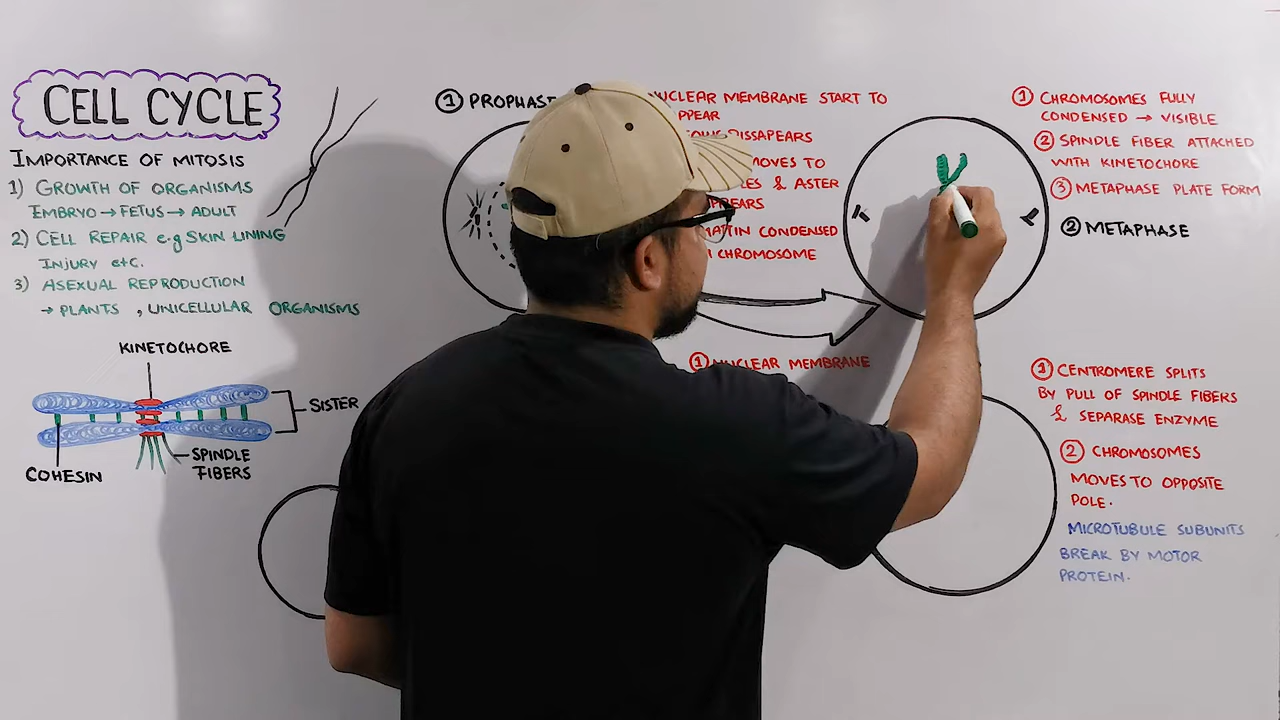 CELL CYCLE
IMPORTANCE OF MITOSIS
1) GROWTH OF ORGANISMS
EMBRYO → FETUS → ADULT
2) CELL REPAIR e.g SKIN LINING
INJURY etc.
3) ASEXUAL REPRODUCTION
→ PLANTS , UNICELLULAR ORGANISMS
KINETOCHORE
SISTER
SPINDLE
FIBERS
COHESIN
① PROPHAS
NUCLEAR MEMBRANE START TO
PPEAR
DISSAPEARS
MOVES TO
& ASTER
PPEARS
MATIN CONDENSED
CHROMOSOME
① CHROMOSOMES FULLY
CONDENSED → VISIBLE
② SPINDLE FIBER ATTACHED
WITH KINETOCHORE
③ METAPHASE PLATE FORM
② METAPHASE
① NUCLEAR MEMBRANE
① CENTROMERE SPLITS
BY PULL OF SPINDLE FIBERS
& SEPARASE ENZYME
② CHROMOSOMES
MOVES TO OPPOSITE
POLE.
MICROTUBULE SUBUNITS
BREAK BY MOTOR
PROTEIN.